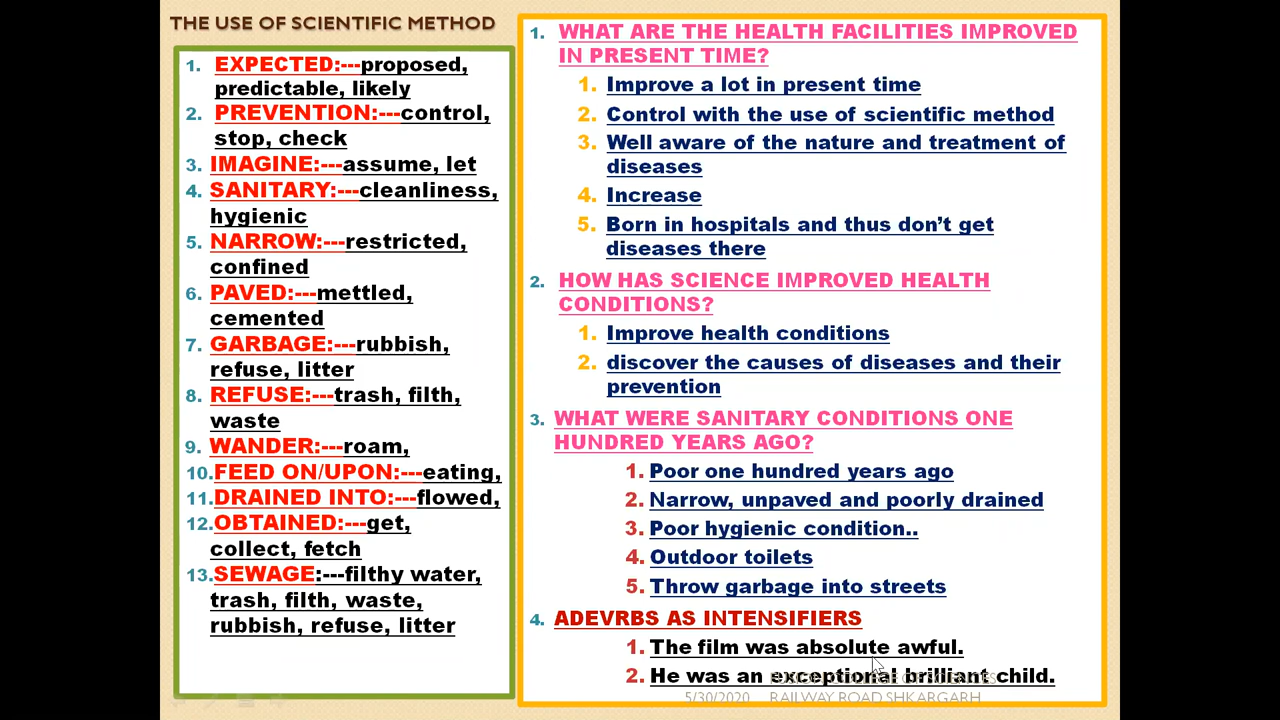 THE USE OF SCIENTIFIC METHOD
1. EXPECTED:---proposed,
predictable, likely
2. PREVENTION:---control,
stop, check
3. IMAGINE:---assume, let
4. SANITARY:---cleanliness,
hygienic
5. NARROW:---restricted,
confined
6. PAVED:---mettled,
cemented
7. GARBAGE:---rubbish,
refuse, litter
8. REFUSE:---trash, filth,
waste
9. WANDER:---roam,
10. FEED ON/UPON:---eating,
11. DRAINED INTO:---flowed,
12. OBTAINED:---get,
collect, fetch
13. SEWAGE:---filthy water,
trash, filth, waste,
rubbish, refuse, litter
1. WHAT ARE THE HEALTH FACILITIES IMPROVED
IN PRESENT TIME?
1. Improve a lot in present time
2. Control with the use of scientific method
3. Well aware of the nature and treatment of
diseases
4. Increase
5. Born in hospitals and thus don't get
diseases there
2. HOW HAS SCIENCE IMPROVED HEALTH
CONDITIONS?
1. Improve health conditions
2. discover the causes of diseases and their
prevention
3. WHAT WERE SANITARY CONDITIONS ONE
HUNDRED YEARS AGO?
1. Poor one hundred years ago
2. Narrow, unpaved and poorly drained
3. Poor hygienic condition..
4. Outdoor toilets
5. Throw garbage into streets
4. ADEVRBS AS INTENSIFIERS
1. The film was absolute awful.
2. He was an exceptional brilliant child.
COLLEGE OF SCIENCES
5/30/2020 RAILWAY ROAD SHKARGARH